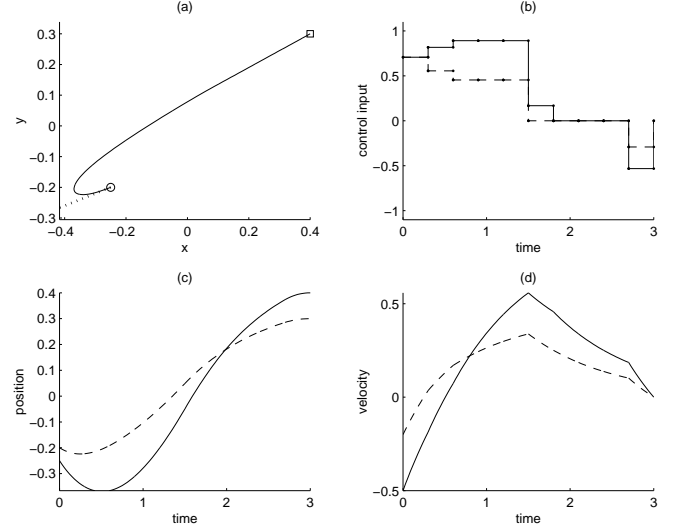 (a)
0.3
0.2
0.1
0
−0.1
−0.2
−0.3
y
−0.4 −0.2 0 0.2 0.4
x
(b)
1
0.5
0
−0.5
−1
control input
0 1 2 3
time
(c)
0.4
0.3
0.2
0.1
0
−0.1
−0.2
−0.3
position
0 1 2 3
time
(d)
0.5
0
−0.5
velocity
0 1 2 3
time